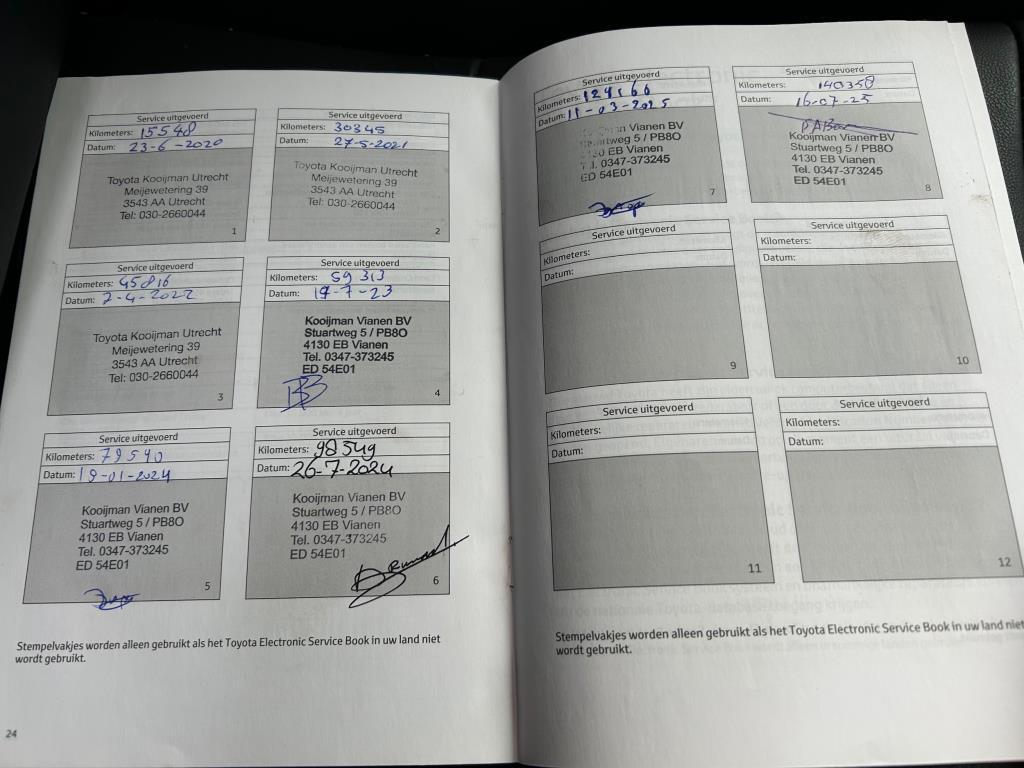 Service uitgevoerd
Kilometers: 15548
Datum: 23-6-2020
Toyota Kooijman Utrecht
Meijewetering 39
3543 AA Utrecht
Tel: 030-2660044
1
Service uitgevoerd
Kilometers: 30345
Datum: 27-5-2021
Toyota Kooijman Utrecht
Meijewetering 39
3543 AA Utrecht
Tel: 030-2660044
2
Service uitgevoerd
Kilometers: 45816
Datum: 7-4-2022
Toyota Kooijman Utrecht
Meijewetering 39
3543 AA Utrecht
Tel: 030-2660044
3
Service uitgevoerd
Kilometers: 59 313
Datum: 19-7-23
Kooijman Vianen BV
Stuartweg 5 / PB8O
4130 EB Vianen
Tel. 0347-373245
ED 54E01
4
Service uitgevoerd
Kilometers: 79540
Datum: 19-01-2024
Kooijman Vianen BV
Stuartweg 5 / PB8O
4130 EB Vianen
Tel. 0347-373245
ED 54E01
5
Service uitgevoerd
Kilometers: 98549
Datum: 26-7-2024
Kooijman Vianen BV
Stuartweg 5 / PB8O
4130 EB Vianen
Tel. 0347-373245
ED 54E01
6
Stempelvakjes worden alleen gebruikt als het Toyota Electronic Service Book in uw land niet
wordt gebruikt.
24
Service uitgevoerd
Kilometers: 124160
Datum: 11-03-2025
Vianen BV
5 / PB8O
EB Vianen
0347-373245
ED 54E01
7
Service uitgevoerd
Kilometers: 140350
Datum: 16-07-25
Kooijman Vianen BV
Stuartweg 5 / PB8O
4130 EB Vianen
Tel. 0347-373245
ED 54E01
8
Service uitgevoerd
Kilometers:
Datum:
9
Service uitgevoerd
Kilometers:
Datum:
10
Service uitgevoerd
Kilometers:
Datum:
11
Service uitgevoerd
Kilometers:
Datum:
12
Stempelvakjes worden alleen gebruikt als het Toyota Electronic Service Book in uw land niet
wordt gebruikt.